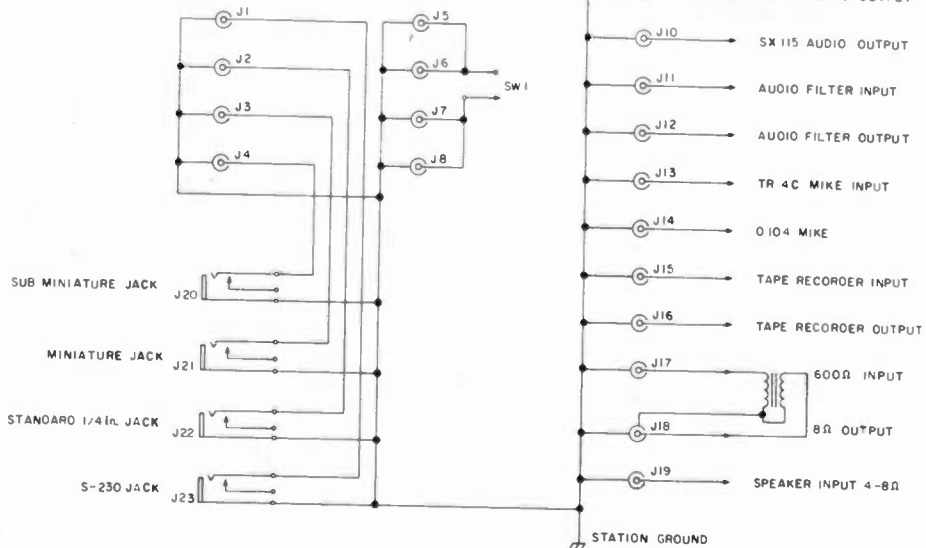 J1
J2
J3
J4
J5
J6
J7
J8
SW1
J10 SX115 AUDIO OUTPUT
J11 AUDIO FILTER INPUT
J12 AUDIO FILTER OUTPUT
J13 TR 4C MIKE INPUT
J14 D104 MIKE
J15 TAPE RECORDER INPUT
J16 TAPE RECORDER OUTPUT
J17 600Ω INPUT
J18 8Ω OUTPUT
J19 SPEAKER INPUT 4-8Ω
STATION GROUND
SUB MINIATURE JACK J20
MINIATURE JACK J21
STANDARD 1/4 in. JACK J22
S-230 JACK J23